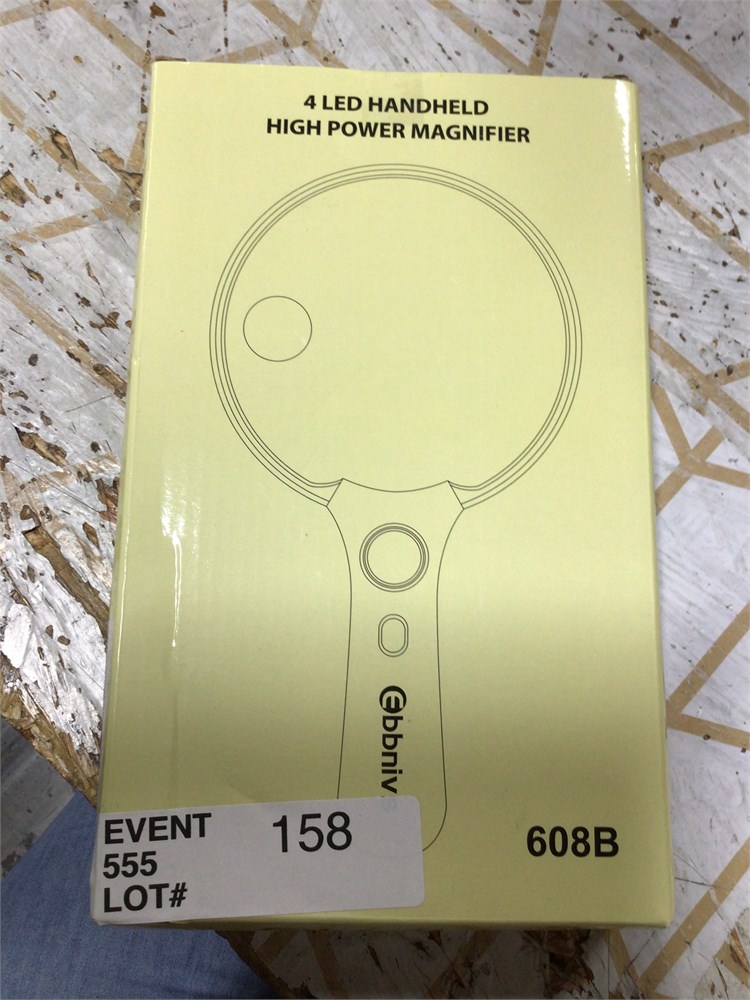 4 LED HANDHELD
HIGH POWER MAGNIFIER
EVENT 158
555
LOT#
608B